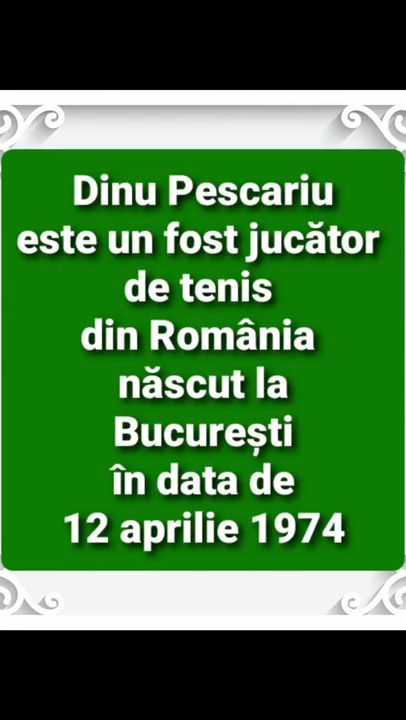 Dinu Pescariu
este un fost jucător
de tenis
din România
născut la
București
în data de
12 aprilie 1974